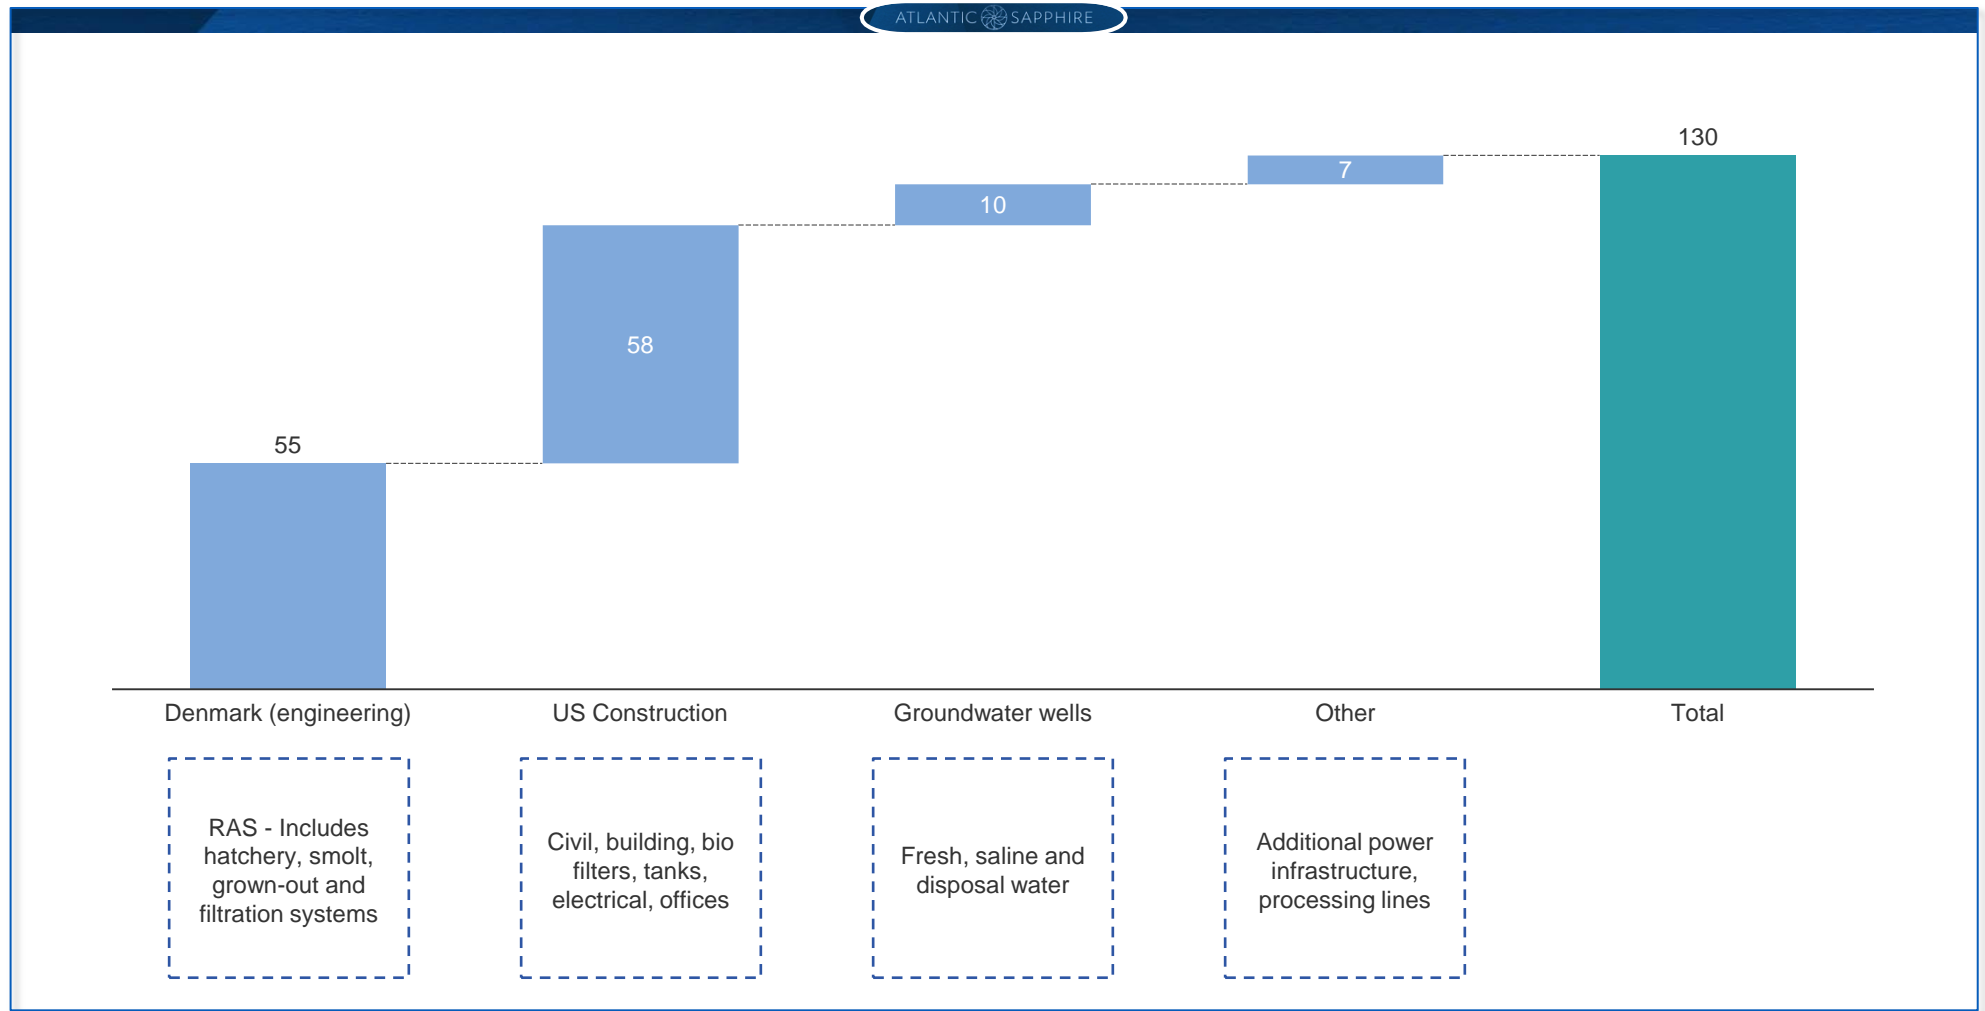 ATLANTIC SAPPHIRE
130
7
10
58
55
Denmark (engineering)
US Construction
Groundwater wells
Other
Total
RAS - Includes
hatchery, smolt,
grown-out and
filtration systems
Civil, building, bio
filters, tanks,
electrical, offices
Fresh, saline and
disposal water
Additional power
infrastructure,
processing lines